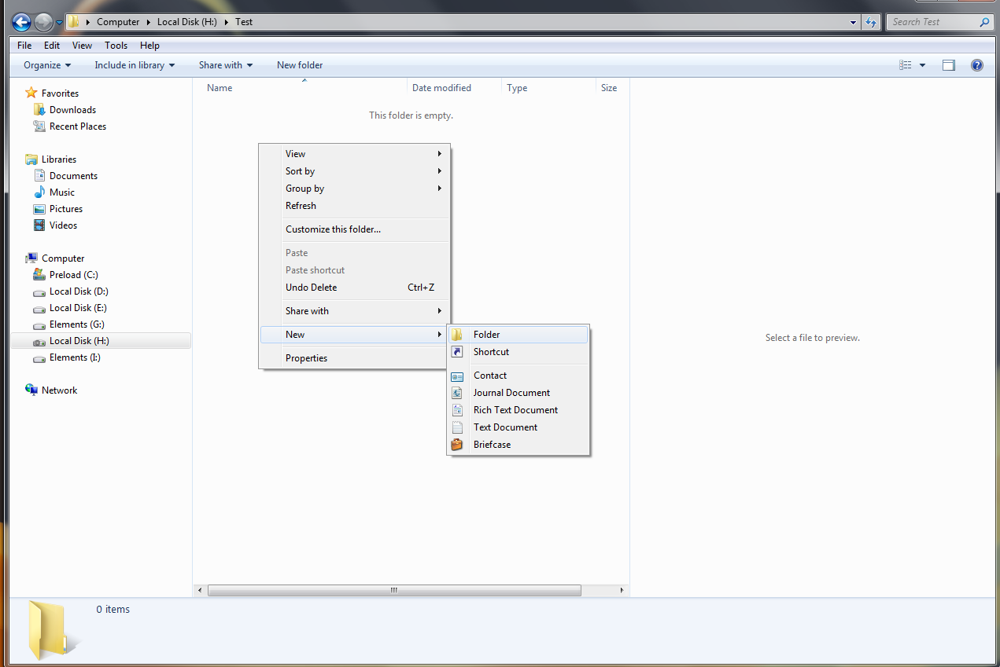 Computer Local Disk (H:) Test Search Test
File Edit View Tools Help
Organize Include in library Share with New folder
Favorites
Downloads
Recent Places
Libraries
Documents
Music
Pictures
Videos
Computer
Preload (C:)
Local Disk (D:)
Local Disk (E:)
Elements (G:)
Local Disk (H:)
Elements (I:)
Network
Name Date modified Type Size
This folder is empty.
View
Sort by
Group by
Refresh
Customize this folder...
Paste
Paste shortcut
Undo Delete Ctrl+Z
Share with
New
Properties
Folder
Shortcut
Contact
Journal Document
Rich Text Document
Text Document
Briefcase
Select a file to preview.
0 items